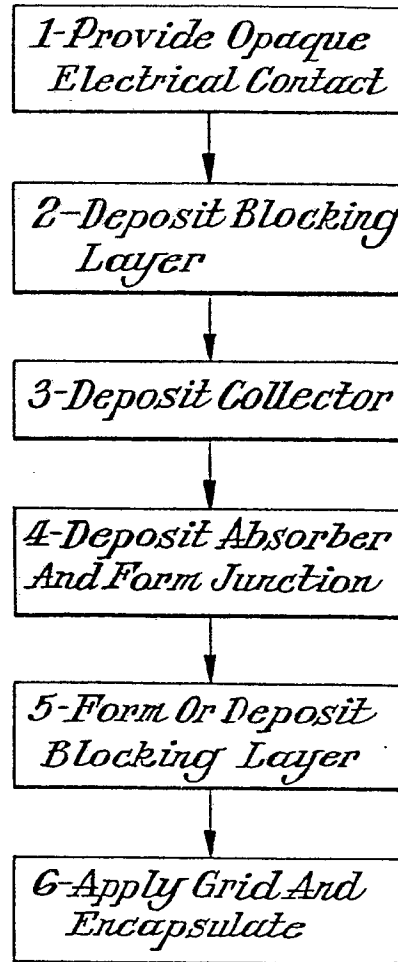 1-Provide Opaque
Electrical Contact
2-Deposit Blocking
Layer
3-Deposit Collector
4-Deposit Absorber
And Form Junction
5-Form Or Deposit
Blocking Layer
6-Apply Grid And
Encapsulate